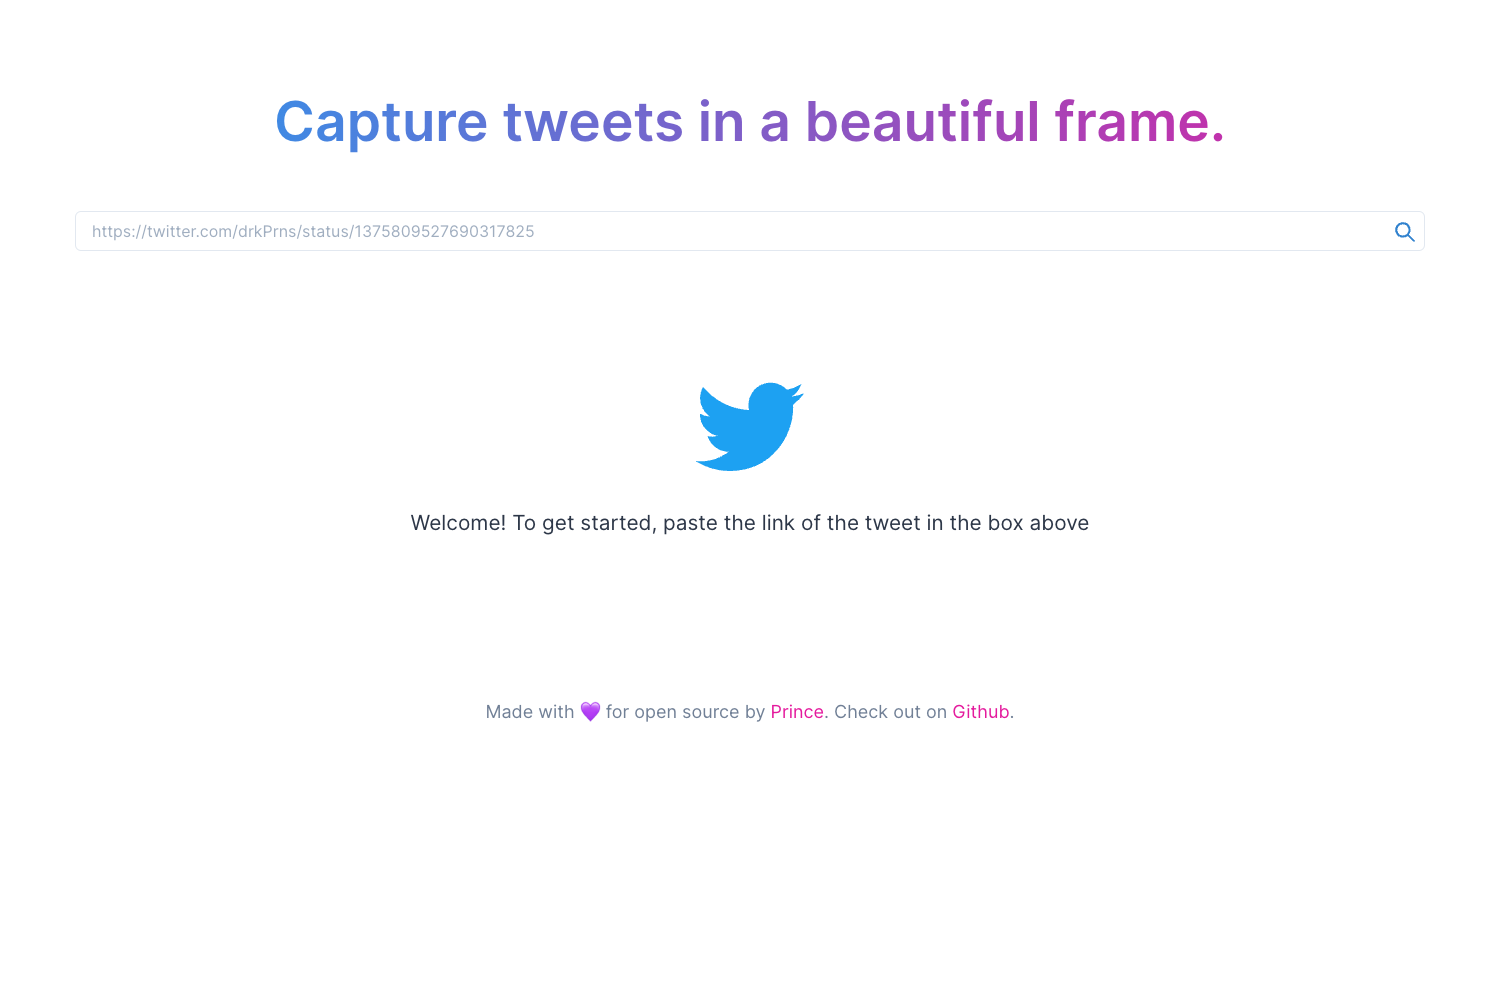 Capture tweets in a beautiful frame.
https://twitter.com/drkPrns/status/1375809527690317825
Welcome! To get started, paste the link of the tweet in the box above
Made with 💜 for open source by Prince. Check out on Github.